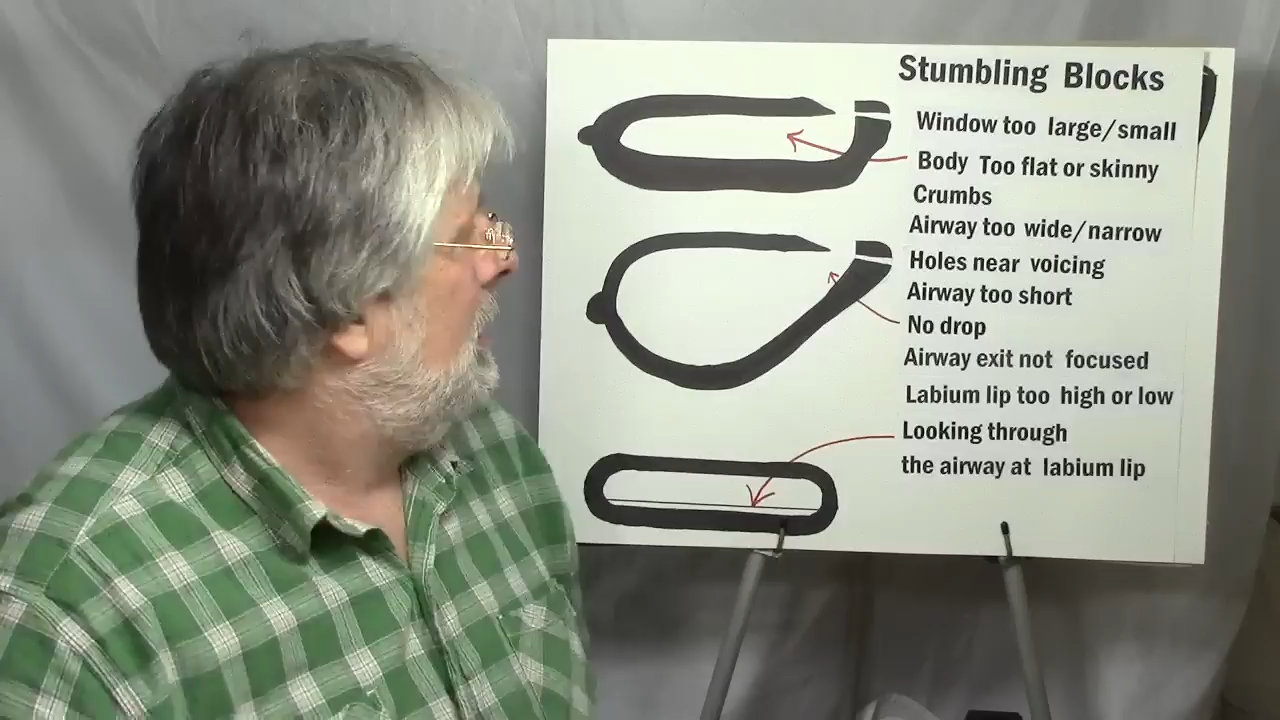 Stumbling Blocks
Window too large/small
Body Too flat or skinny
Crumbs
Airway too wide/narrow
Holes near voicing
Airway too short
No drop
Airway exit not focused
Labium lip too high or low
Looking through
the airway at labium lip